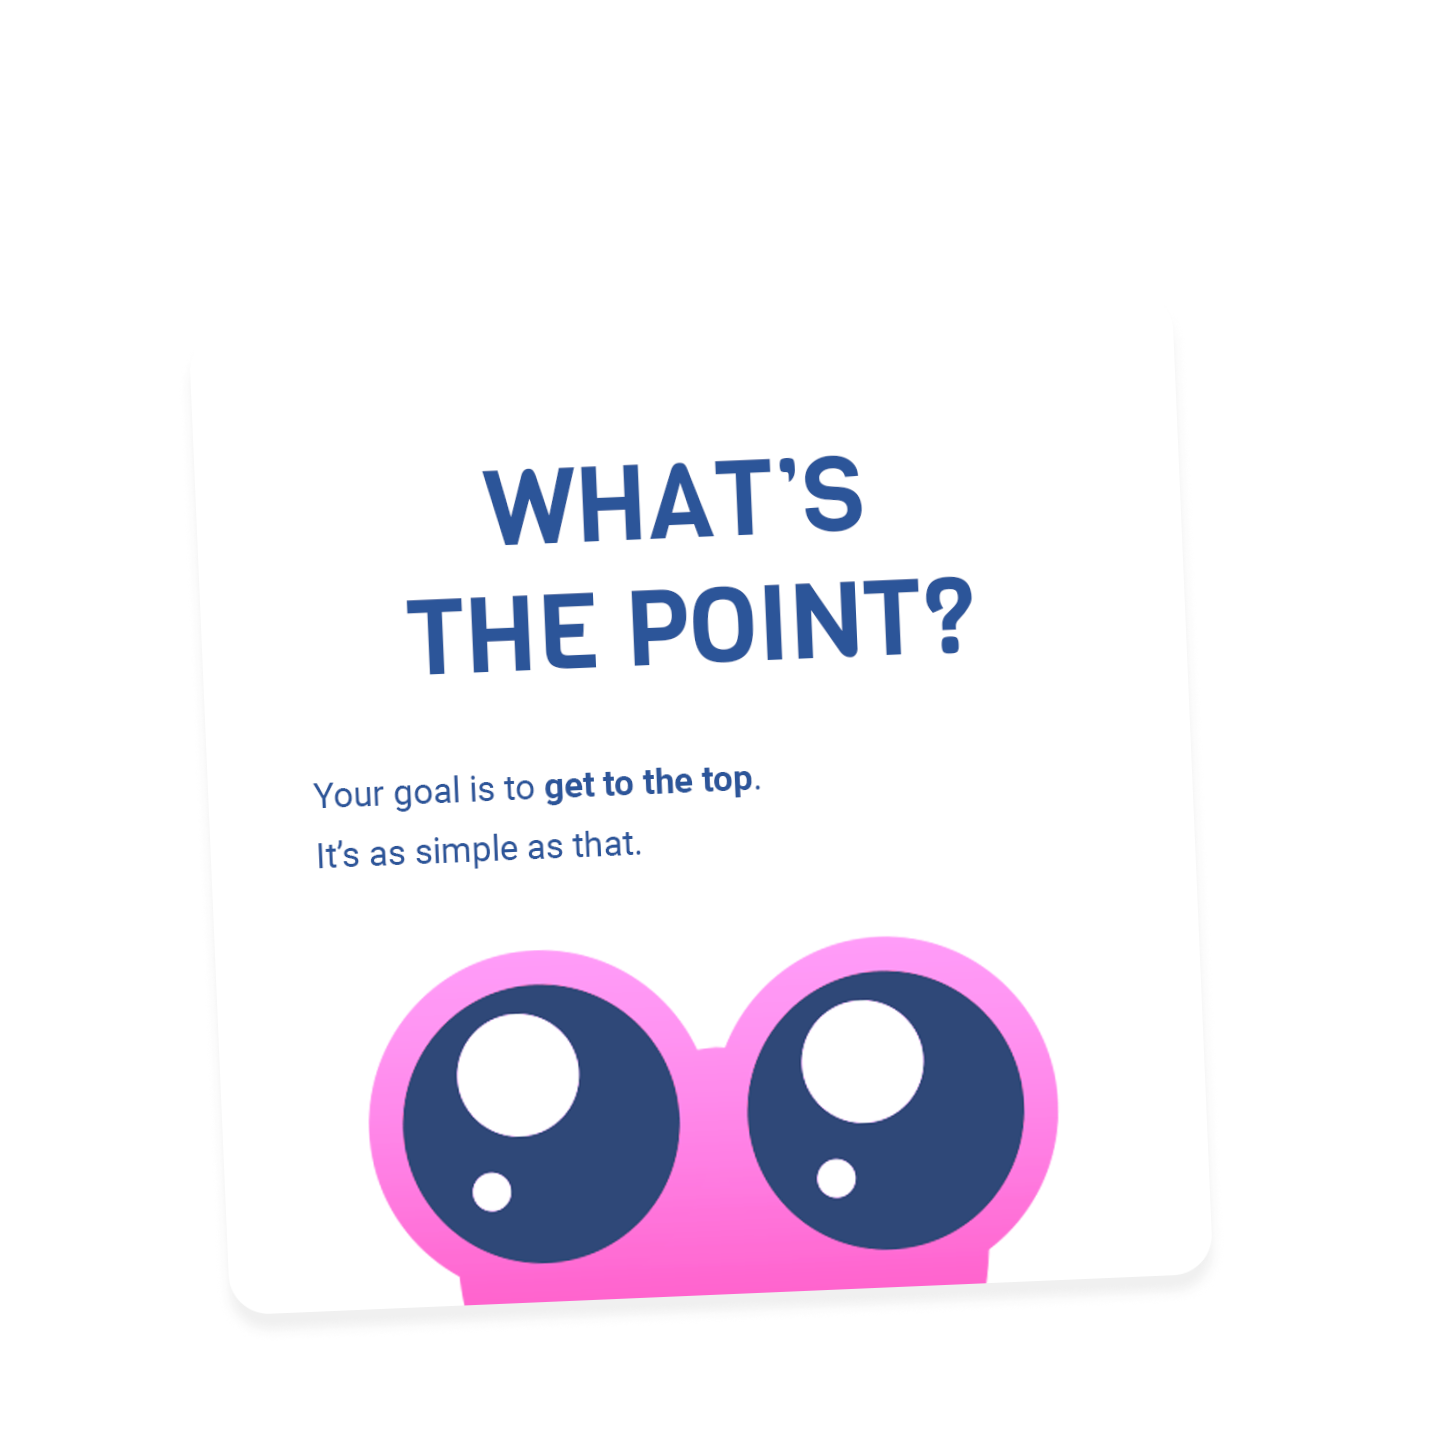 WHAT’S
THE POINT?
Your goal is to get to the top.
It’s as simple as that.